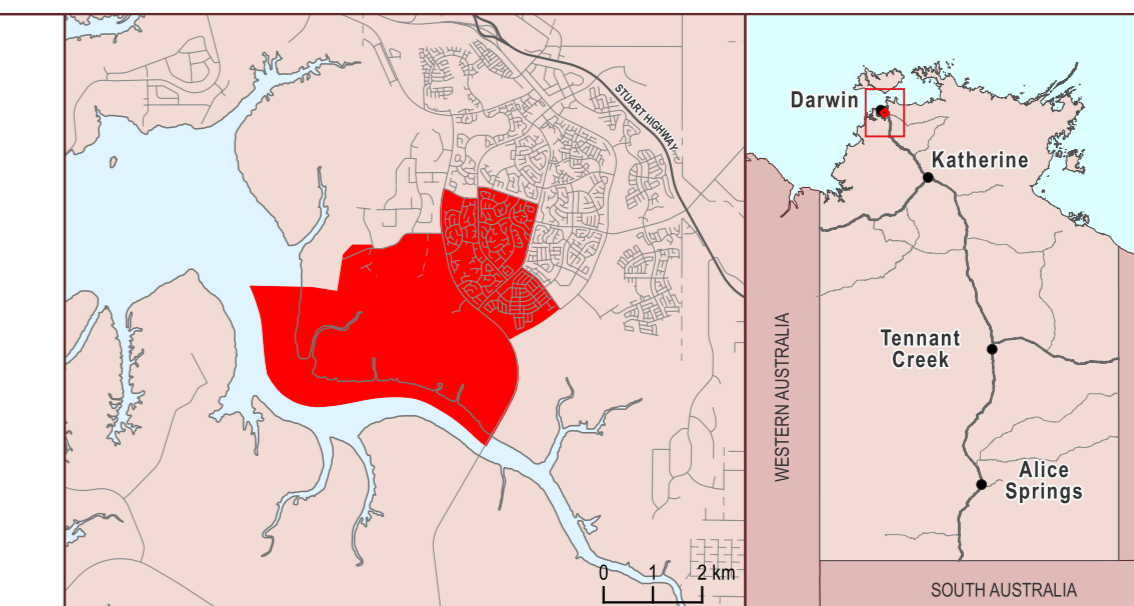 STUART HIGHWAY
0 1 2 km
Darwin
Katherine
Tennant
Creek
Alice
Springs
WESTERN AUSTRALIA
SOUTH AUSTRALIA